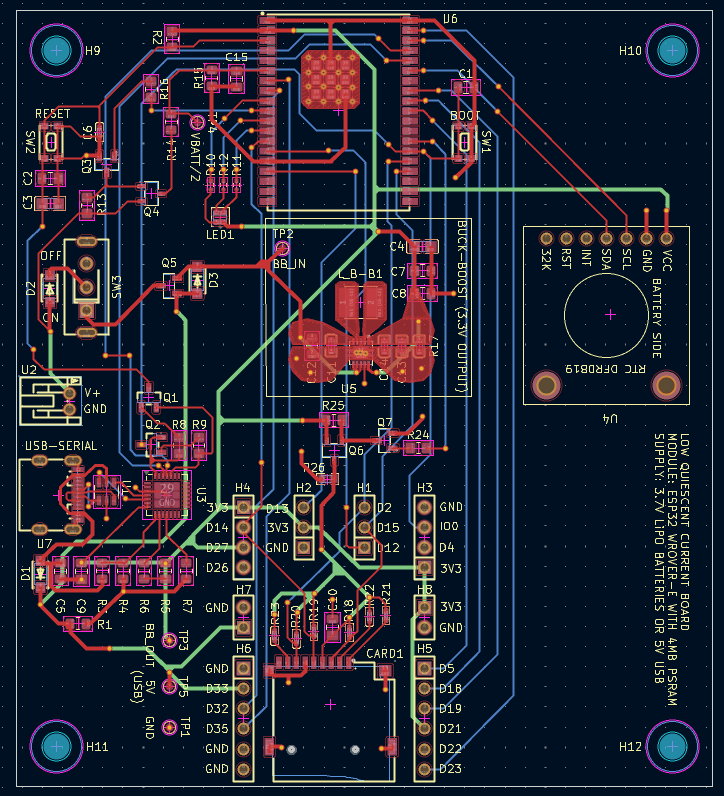 H9
R2
U6
H10
C15
R15
R16
C1
RESET
SW2
C6
Q3
R14
VBATT/2
BOOT
SW1
C2
C3
R13
Q4
R10
R12
R11
LED1
TP2
BB_IN
C4
C7
C8
BUCK-BOOST (3.3V OUTPUT)
32K
RST
INT
SDA
SCL
GND
VCC
BATTERY SIDE
RTC DFR0819
U4
OFF
ON
SW3
D2
Q5
D3
L_B-B1
R17
U5
U2
V+
GND
Q1
Q2
R8
R9
R25
Q7
R24
Q6
USB-SERIAL
U3
29
GND
U7
D1
H4
3V3
D14
D27
D26
H2
D13
3V3
GND
H1
D2
D15
D12
H3
GND
IO0
D4
3V3
LOW QUIESCENT CURRENT BOARD
MODULE: ESP32 WROVER-E WITH 4MB PSRAM
SUPPLY: 3.7V LIPO BATTERIES OR 5V USB
C5
C9
R4
R6
R5
R7
R1
BB_OUT
TP3
5V
(USB)
TP5
GND
TP1
H7
GND
H8
3V3
GND
R23
R20
R19
C10
R18
R22
R21
CARD1
H6
GND
D33
D32
D35
GND
GND
H5
D5
D18
D19
D21
D22
D23
H11
H12